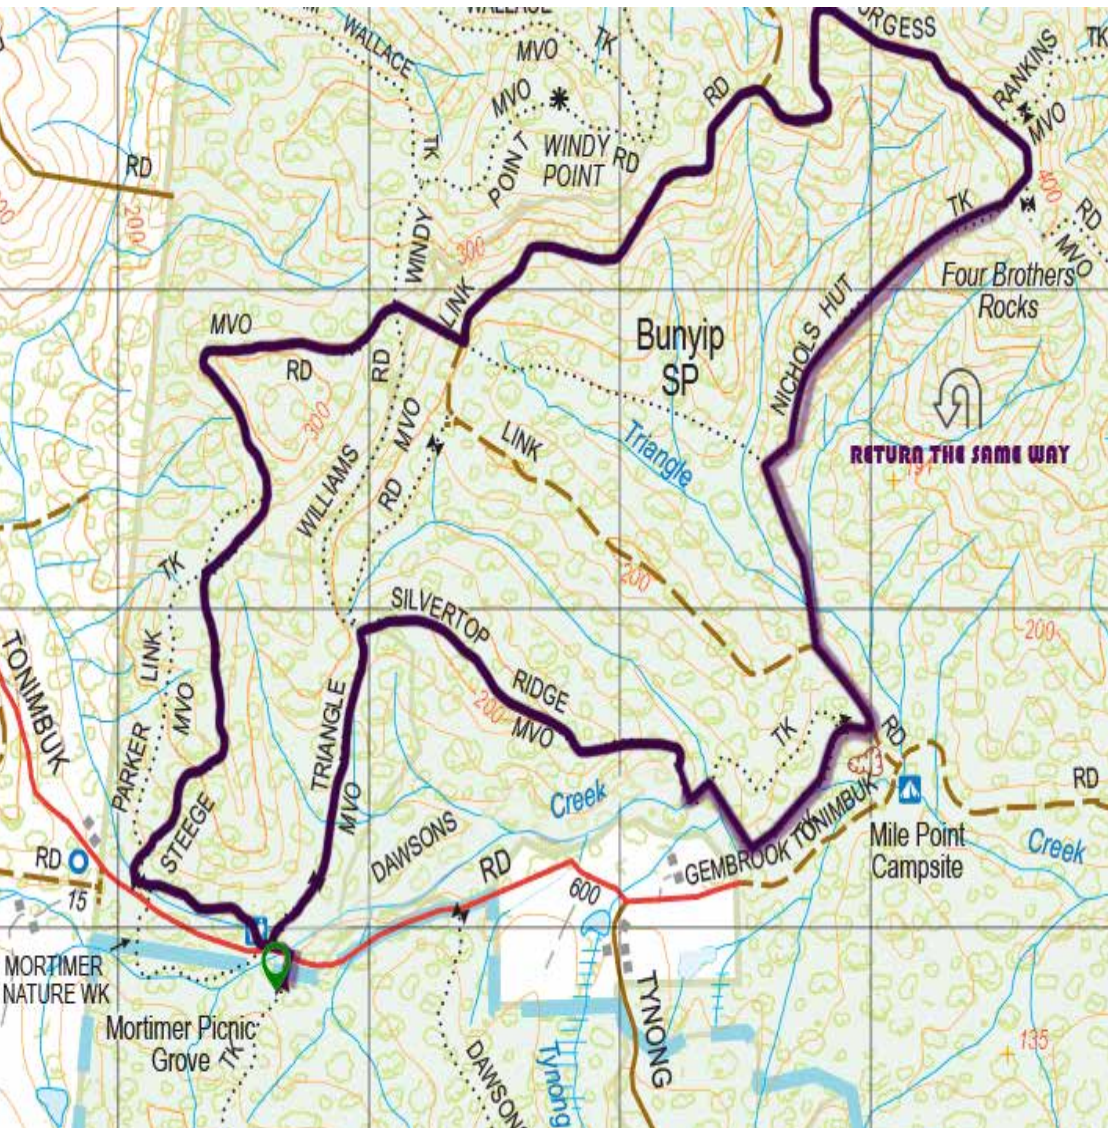 WALLACE
WALLACE
TK
MVO
URGESS
RANKINS
TK
MVO
MVO
RD
TK
WINDY
POINT
RD
POINT
RD
200
WINDY
300
LINK
TK
400
RD
MVO
Four Brothers
Rocks
MVO
RD
RD
Bunyip
SP
NICHOLS HUT
300
MVO
LINK
Triangle
RETURN THE SAME WAY
WILLIAMS
RD
TK
200
SILVERTOP
200
TONIMBUK
LINK
MVO
RIDGE
200
MVO
TRIANGLE
MVO
TK
RD
PARKER
STEEGE
Creek
DAWSONS
RD
GEMBROOK TONIMBUK
Mile Point
Campsite
RD
Creek
RD
15
600
MORTIMER
NATURE WK
Mortimer Picnic
Grove
TK
DAWSONS
Tynong
TYNONG
135